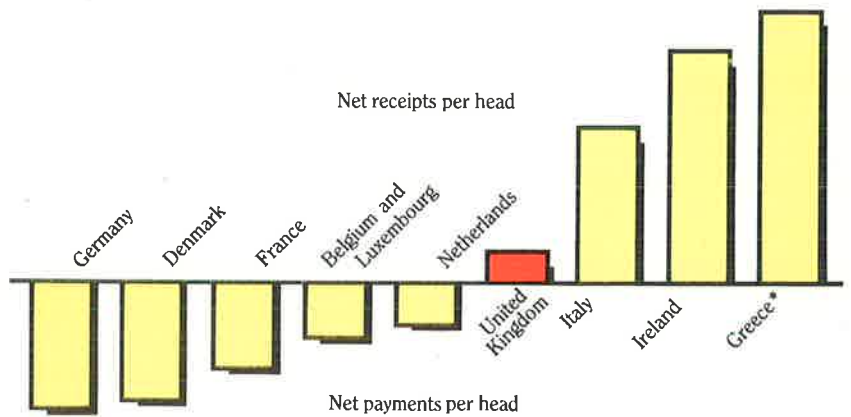 Net receipts per head
Germany
Denmark
France
Belgium and
Luxembourg
Netherlands
United
Kingdom
Italy
Ireland
Greece*
Net payments per head